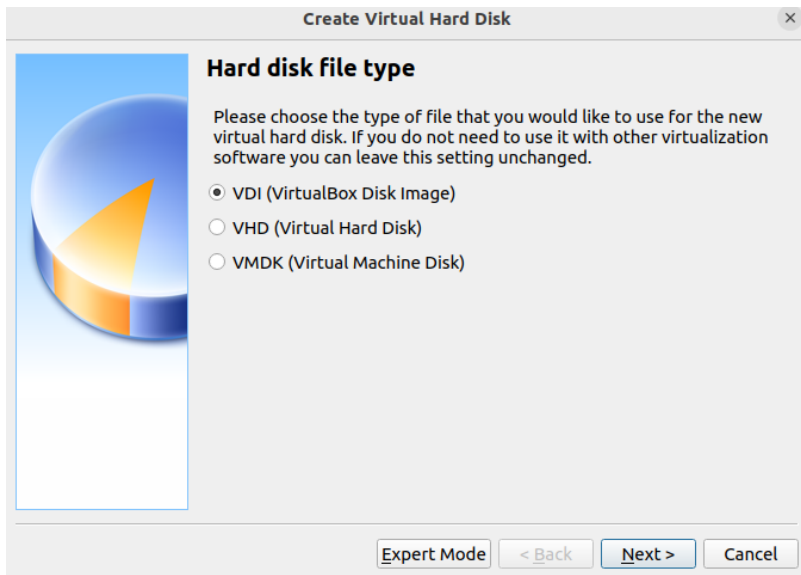 Create Virtual Hard Disk
Hard disk file type
Please choose the type of file that you would like to use for the new
virtual hard disk. If you do not need to use it with other virtualization
software you can leave this setting unchanged.
VDI (VirtualBox Disk Image)
VHD (Virtual Hard Disk)
VMDK (Virtual Machine Disk)
Expert Mode
< Back
Next >
Cancel